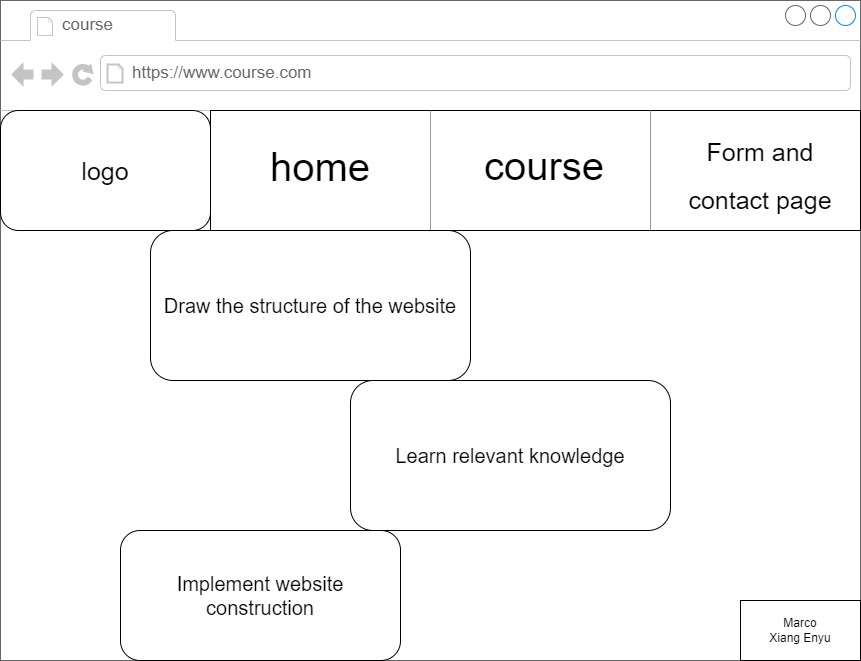 course
https://www.course.com
logo
home
course
Form and
contact page
Draw the structure of the website
Learn relevant knowledge
Implement website
construction
Marco
Xiang Enyu